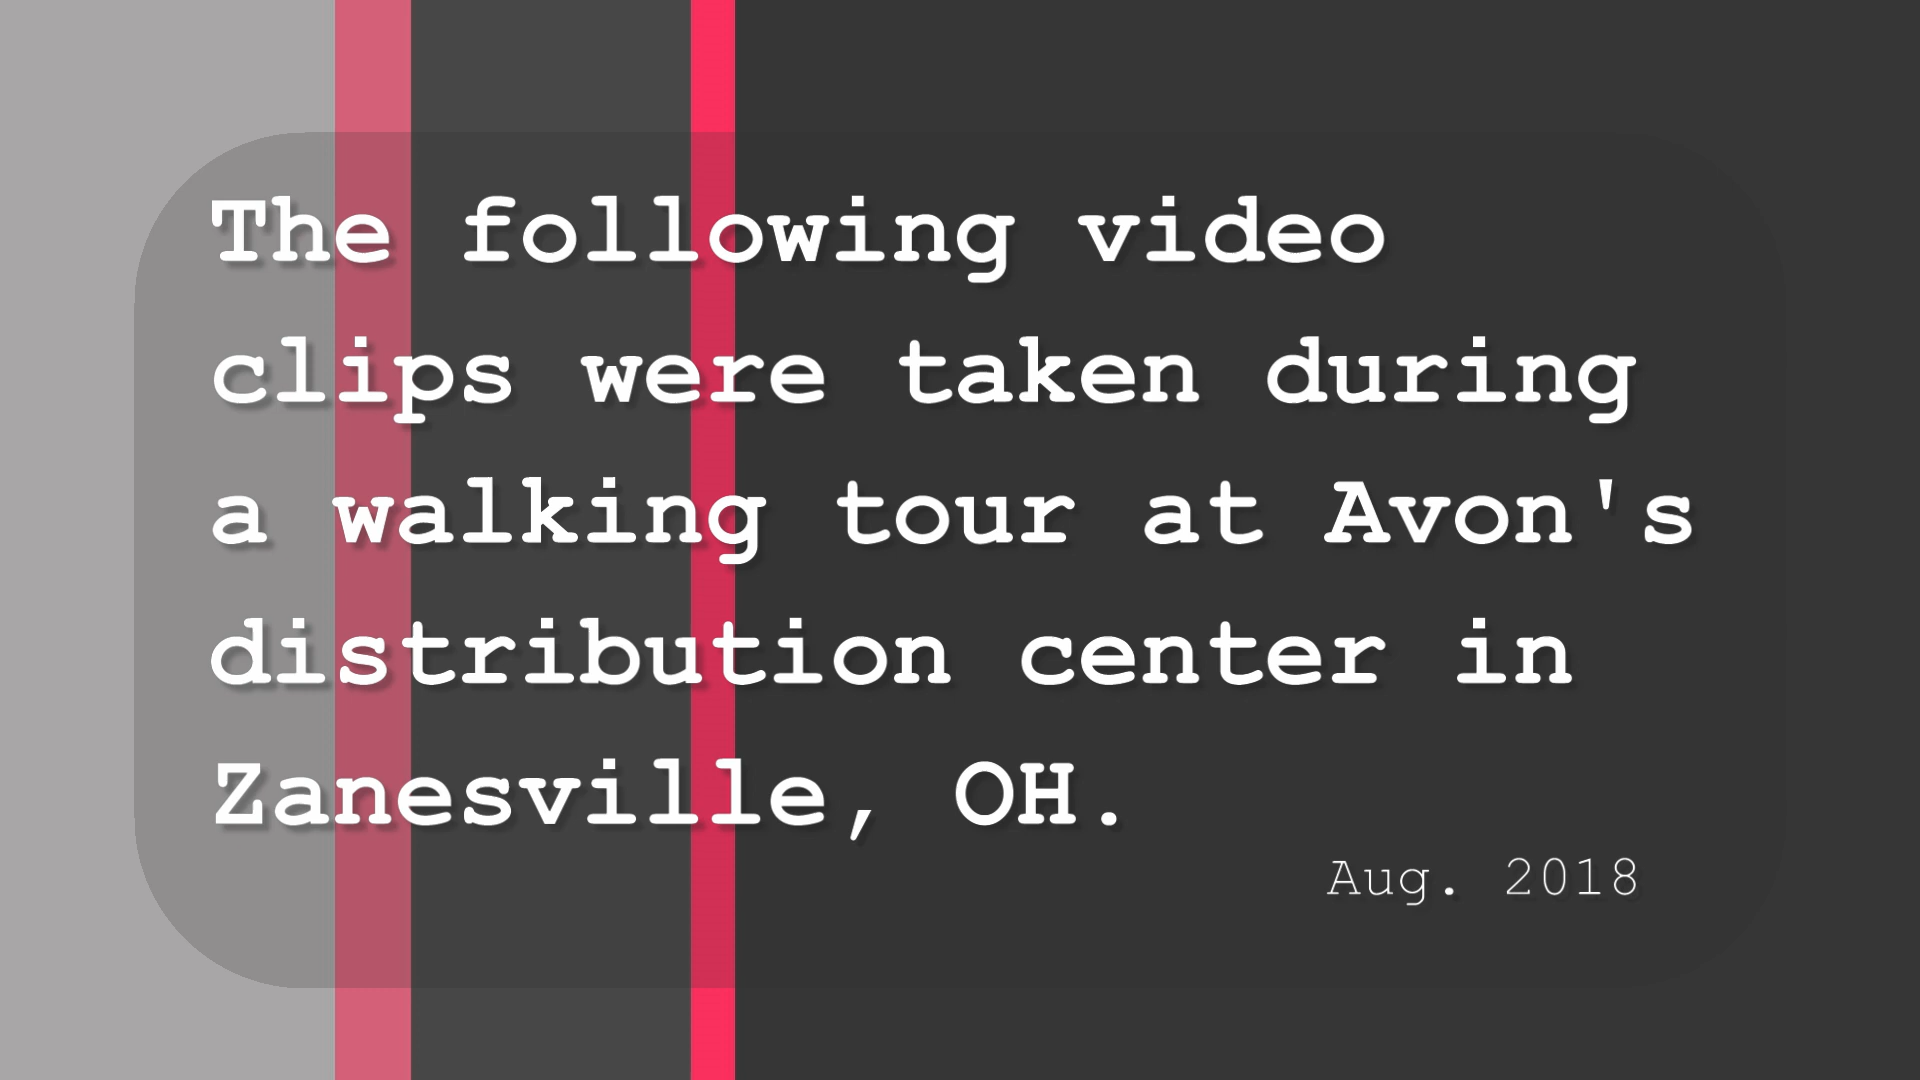 The following video
clips were taken during
a walking tour at Avon's
distribution center in
Zanesville, OH.
Aug. 2018